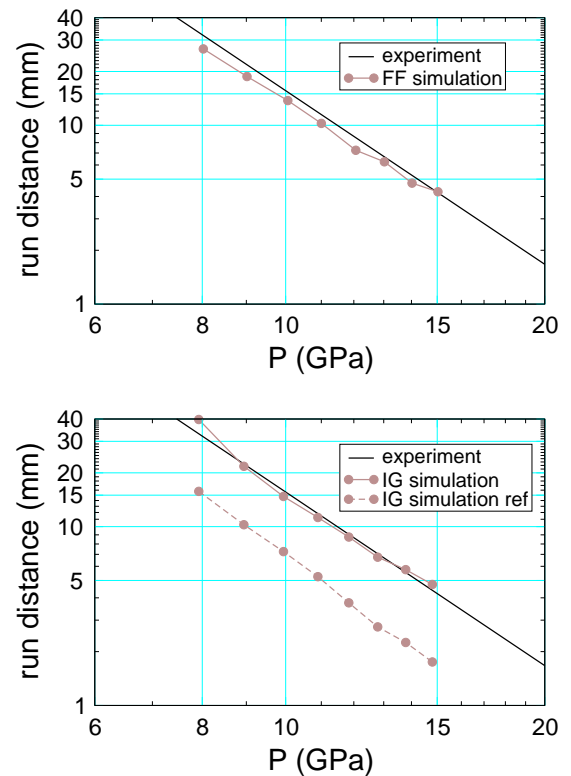 40
30
20
15
10
5
1
run distance (mm)
experiment
FF simulation
6 8 10 15 20
P (GPa)
40
30
20
15
10
5
1
run distance (mm)
experiment
IG simulation
IG simulation ref
6 8 10 15 20
P (GPa)